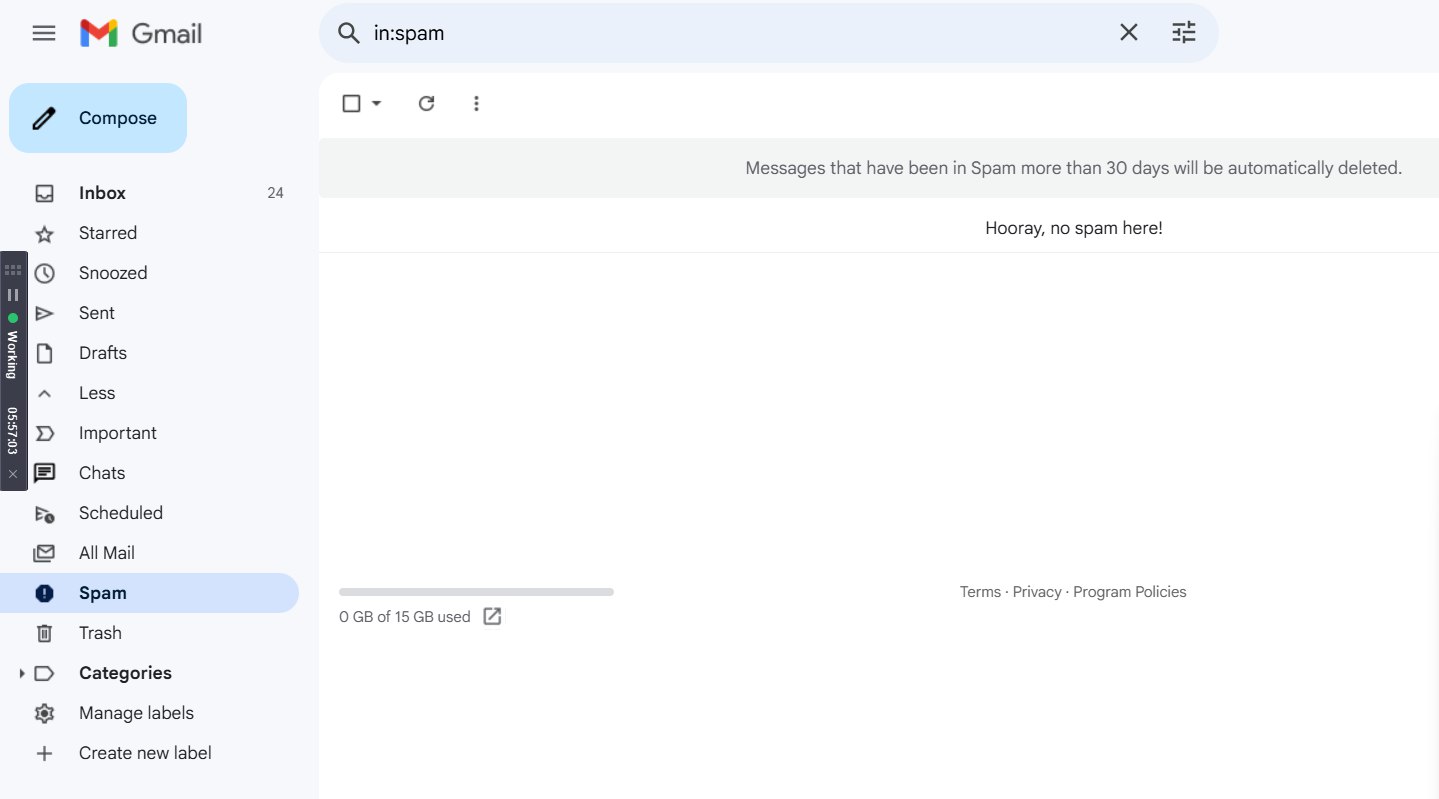 Gmail
in:spam
Compose
Messages that have been in Spam more than 30 days will be automatically deleted.
Inbox 24
Hooray, no spam here!
Starred
Snoozed
Sent
Drafts
Less
Important
Chats
Scheduled
All Mail
Spam
Trash
Categories
Manage labels
Create new label
Working
05:57:03
0 GB of 15 GB used
Terms · Privacy · Program Policies